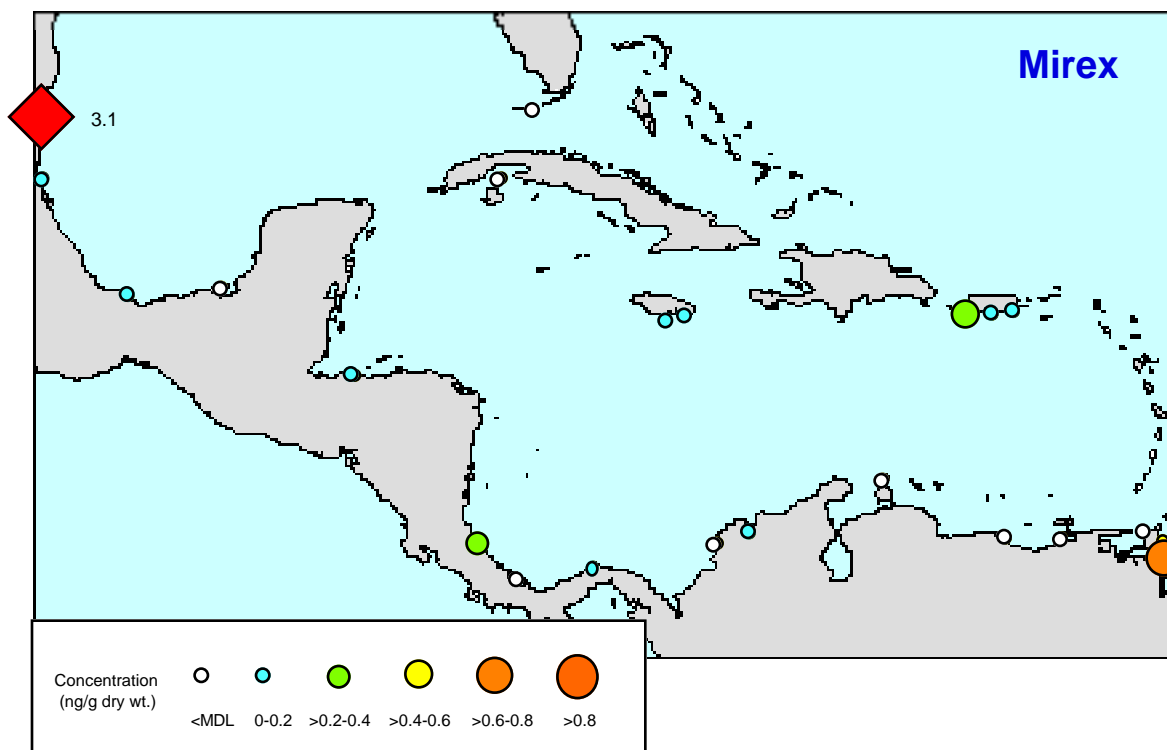 Mirex
3.1
Concentration
(ng/g dry wt.)
<MDL 0-0.2 >0.2-0.4 >0.4-0.6 >0.6-0.8 >0.8